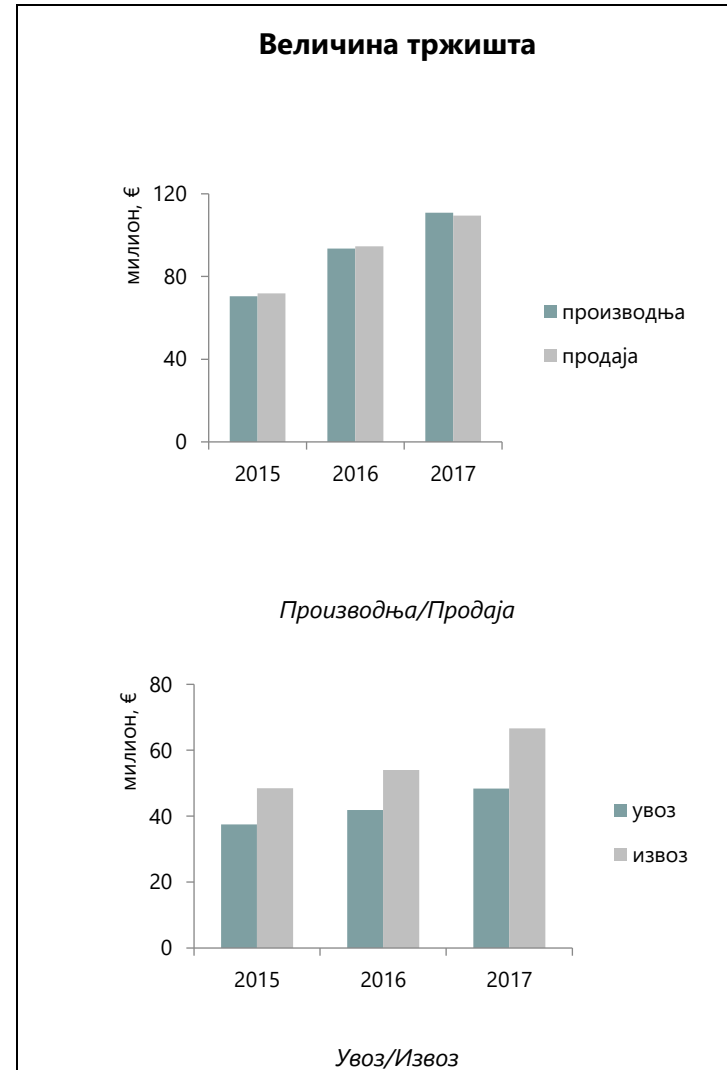 Величина тржишта
милион, €
120
80
40
0
2015 2016 2017
производња
продаја
Производња/Продаја
милион, €
80
60
40
20
0
2015 2016 2017
увоз
извоз
Увоз/Извоз